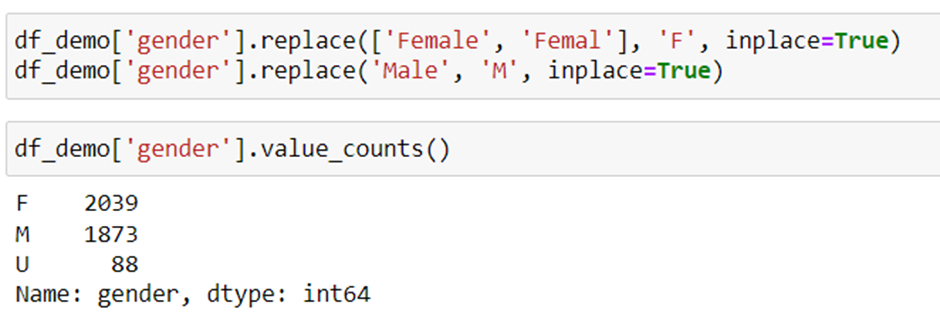 df_demo['gender'].replace(['Female', 'Femal'], 'F', inplace=True)
df_demo['gender'].replace('Male', 'M', inplace=True)
df_demo['gender'].value_counts()
F    2039
M    1873
U      88
Name: gender, dtype: int64